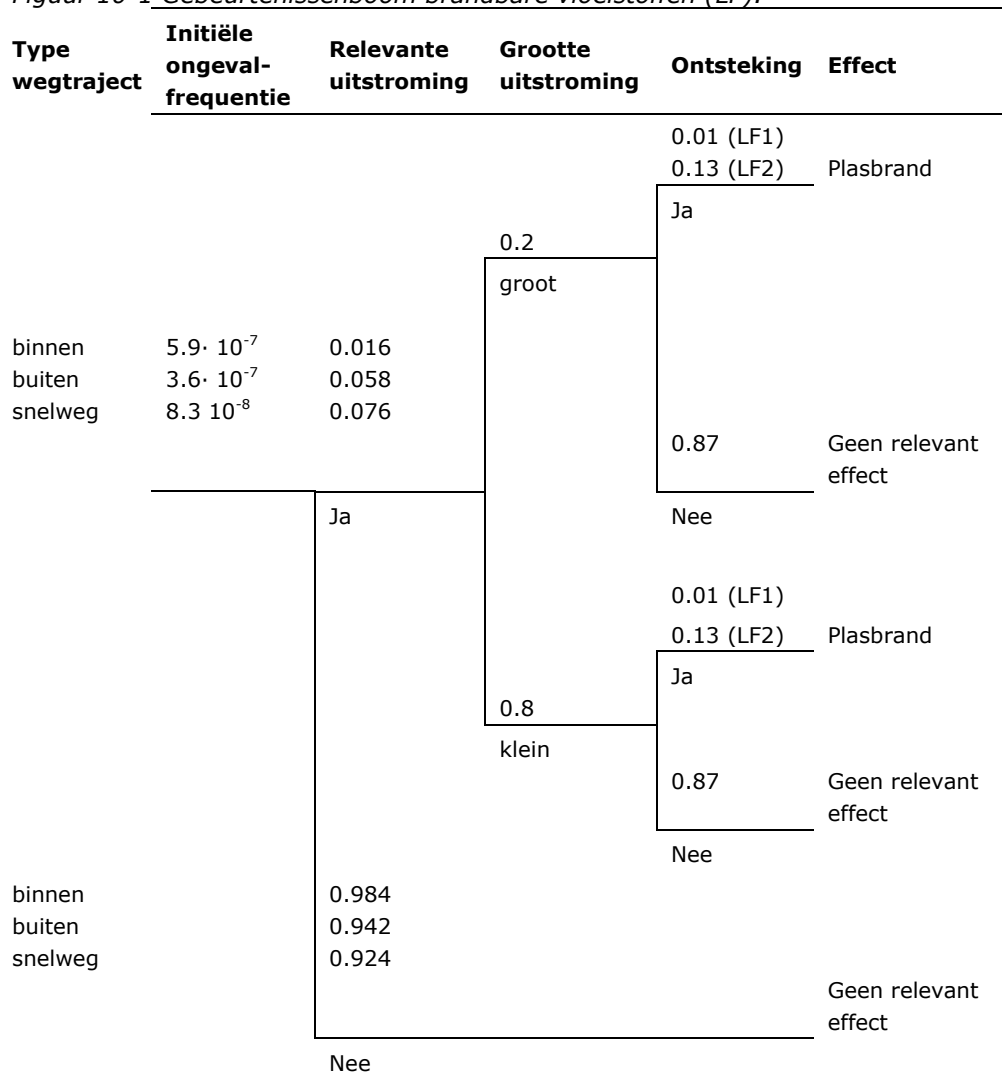 Figuur 10-1 Gebeurtenissenboom brandbare vloeistoffen (LF).
Type wegtraject
Initiële ongeval-frequentie
Relevante uitstroming
Grootte uitstroming
Ontsteking
Effect
0.01 (LF1)
0.13 (LF2) Plasbrand
Ja
0.2
groot
binnen 5.9· 10⁻⁷ 0.016
buiten 3.6· 10⁻⁷ 0.058
snelweg 8.3 10⁻⁸ 0.076
0.87 Geen relevant
effect
Ja
Nee
0.01 (LF1)
0.13 (LF2) Plasbrand
Ja
0.8
klein
0.87 Geen relevant
effect
Nee
binnen 0.984
buiten 0.942
snelweg 0.924
Geen relevant
effect
Nee